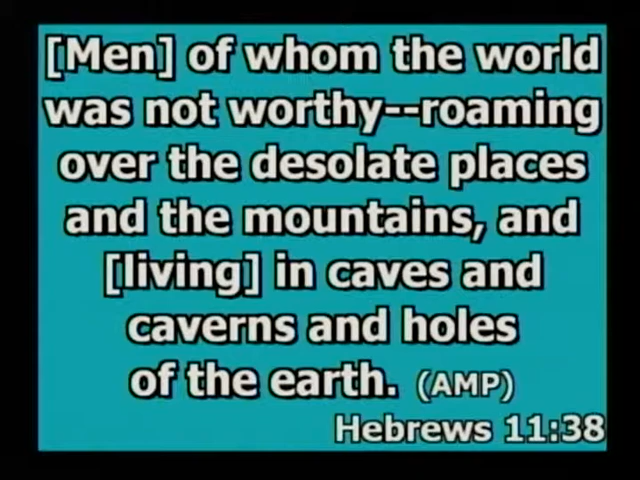 [Men] of whom the world
was not worthy--roaming
over the desolate places
and the mountains, and
[living] in caves and
caverns and holes
of the earth. (AMP)
Hebrews 11:38